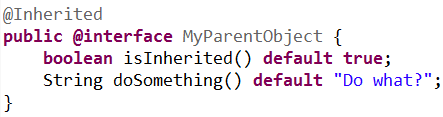 @Inherited
public @interface MyParentObject {
    boolean isInherited() default true;
    String doSomething() default "Do what?";
}